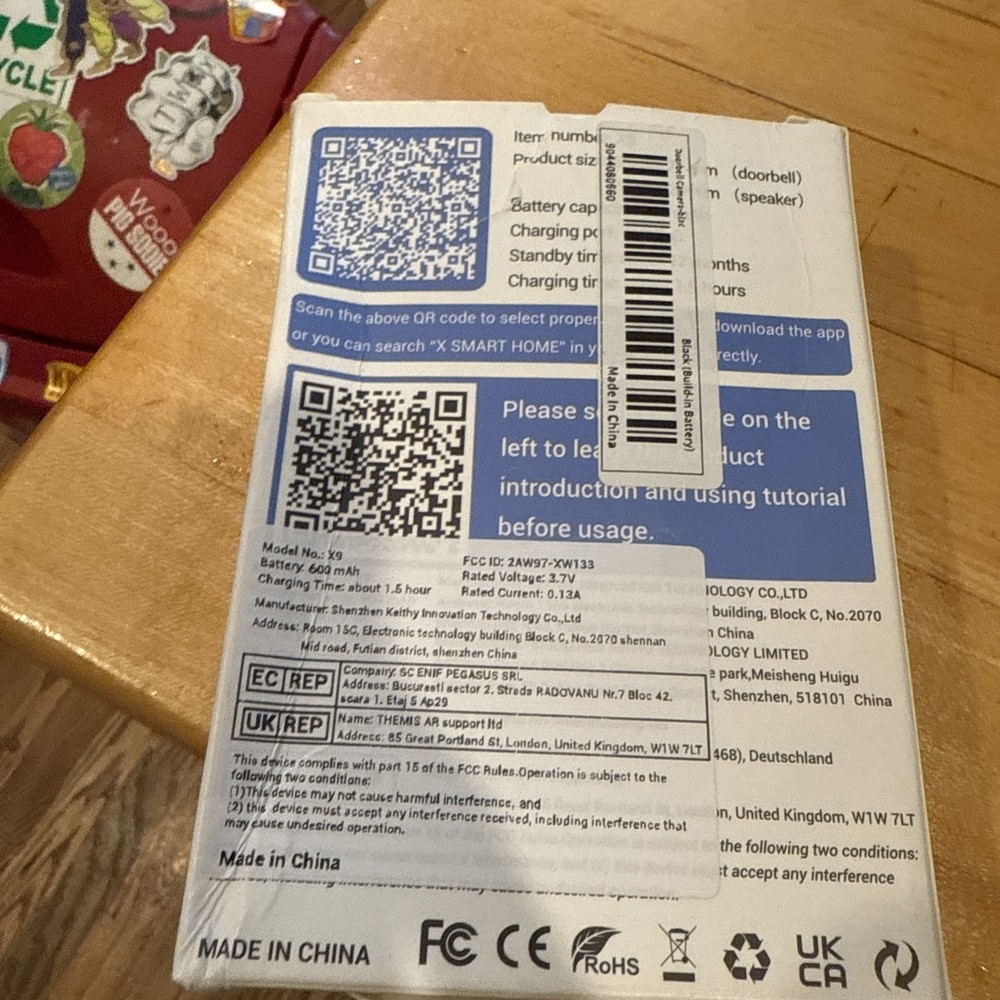 YCLE
Wooo
PIG SOOIE
Item numb
Product siz
m (doorbell)
m (speaker)
Battery cap
Charging po
Standby tim
onths
Charging tim
ours
9044080660
Doorbell Camera-blac
Black (Build-in Battery)
Made In China
Scan the above QR code to select proper
download the app
or you can search "X SMART HOME" in y
rectly.
Please s
e on the
left to lea
duct
introduction and using tutorial
before usage.
Model No.: X9
Battery: 600 mAh
Charging Time: about 1.5 hour
FCC ID: 2AW97-XW133
Rated Voltage: 3.7V
Rated Current: 0.13A
Manufacturer: Shenzhen Keithy Innovation Technology Co.,Ltd
Address: Room 15C, Electronic technology building Block C, No.2070 shennan
Mid road, Futian district, shenzhen China
EC REP
Company: SC ENIF PEGASUS SRL
Address: Bucuresti sector 2. Strada RADOVANU Nr.7 Bloc 42.
scara 1. Etaj 5 Ap29
UK REP
Name: THEMIS AR support ltd
Address: 85 Great Portland St, London, United Kingdom, W1W 7LT
This device complies with part 15 of the FCC Rules.Operation is subject to the
following two conditions:
(1)This device may not cause harmful interference, and
(2) this device must accept any interference received, including interference that
may cause undesired operation.
Made in China
NOLOGY CO.,LTD
building, Block C, No.2070
China
OLOGY LIMITED
e park,Meisheng Huigu
t, Shenzhen, 518101 China
468), Deutschland
on, United Kingdom, W1W 7LT
the following two conditions:
st accept any interference
MADE IN CHINA
FC CE RoHS
UK
CA